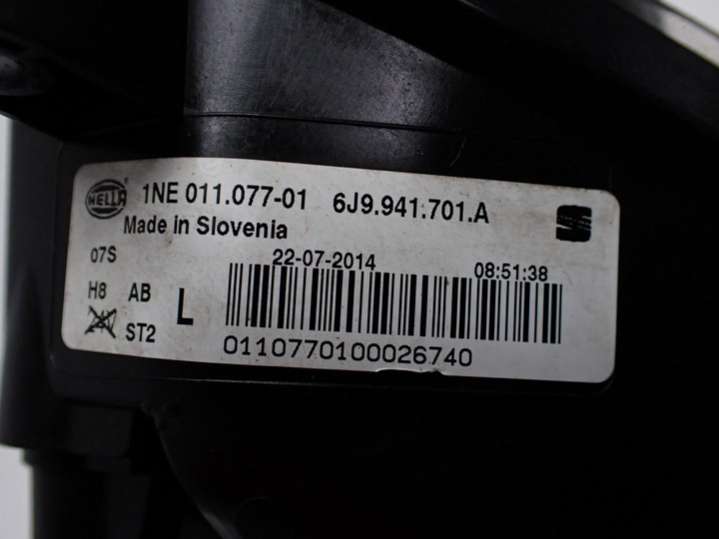 HELLA 1NE 011.077-01 6J9.941.701.A
Made in Slovenia
07S 22-07-2014 08:51:38
H8 AB L
ST2
0110770100026740